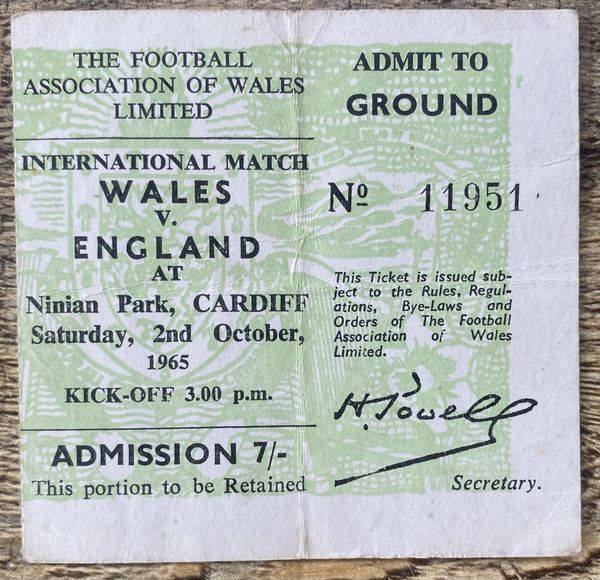 THE FOOTBALL
ASSOCIATION OF WALES
LIMITED
INTERNATIONAL MATCH
WALES
V.
ENGLAND
AT
Ninian Park, CARDIFF
Saturday, 2nd October,
1965
KICK-OFF 3.00 p.m.
ADMISSION 7/-
This portion to be Retained
ADMIT TO
GROUND
Nº 11951
This Ticket is issued sub-
ject to the Rules, Regul-
ations, Bye-Laws and
Orders of The Football
Association of Wales
Limited.
H. Powell
Secretary.